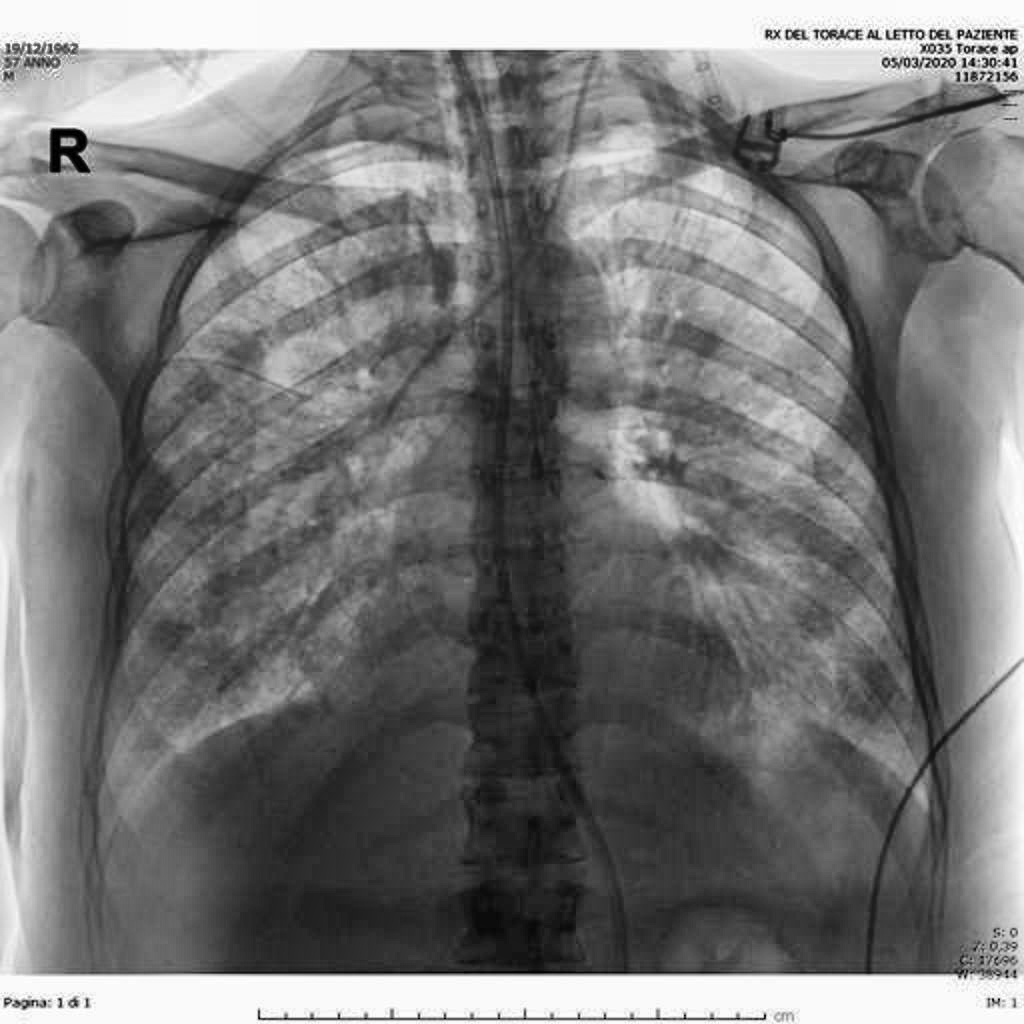 19/12/1962
57 ANNO
M
RX DEL TORACE AL LETTO DEL PAZIENTE
X035 Torace ap
05/03/2020 14:30:41
11872156
R
S: 0
Z: 0,39
C: 17696
W: 38944
Pagina: 1 di 1
IM: 1
cm